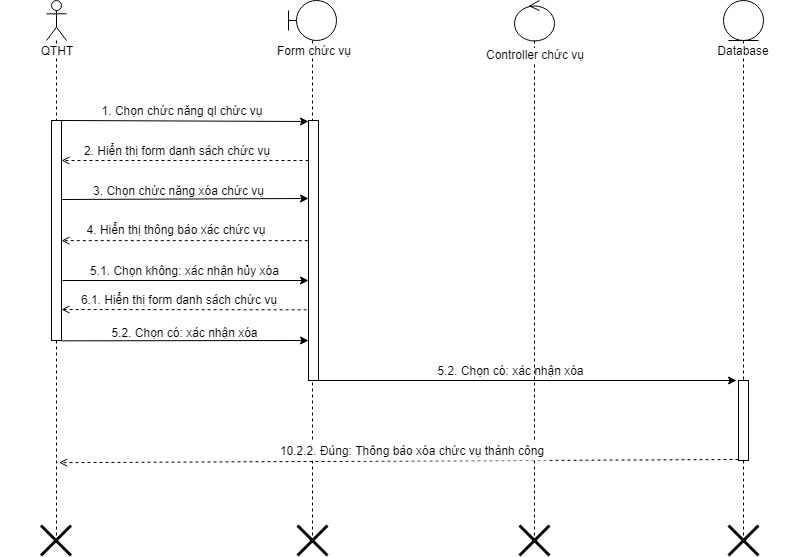 QTHT
Form chức vụ
Controller chức vụ
Database
1. Chọn chức năng ql chức vụ
2. Hiển thị form danh sách chức vụ
3. Chọn chức năng xóa chức vụ
4. Hiển thị thông báo xác chức vụ
5.1. Chọn không: xác nhận hủy xóa
6.1. Hiển thị form danh sách chức vụ
5.2. Chọn có: xác nhận xóa
5.2. Chọn có: xác nhận xóa
10.2.2. Đúng: Thông báo xóa chức vụ thành công